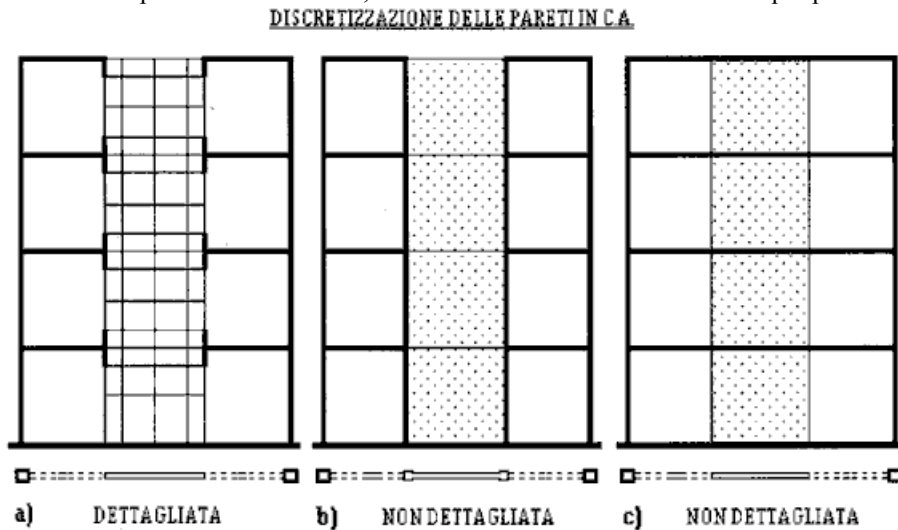 DISCRETIZZAZIONE DELLE PARETI IN C.A.
a) DETTAGLIATA
b) NON DETTAGLIATA
c) NON DETTAGLIATA